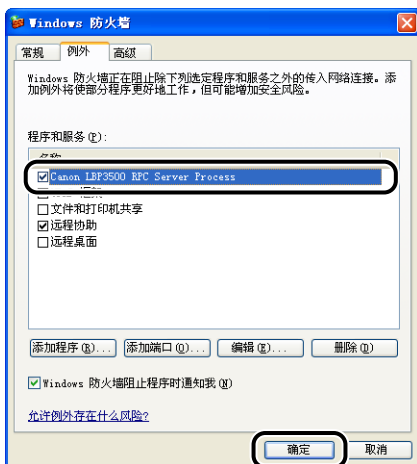 Windows 防火墙
常规 例外 高级
Windows 防火墙正在阻止除下列选定程序和服务之外的传入网络连接。添
加例外将使部分程序更好地工作，但可能增加安全风险。
程序和服务(P):
名称
Canon LBP3500 RPC Server Process
文件和打印机共享
远程协助
远程桌面
添加程序(R)... 添加端口(O)... 编辑(E)... 删除(D)
Windows 防火墙阻止程序时通知我(N)
允许例外存在什么风险?
确定 取消